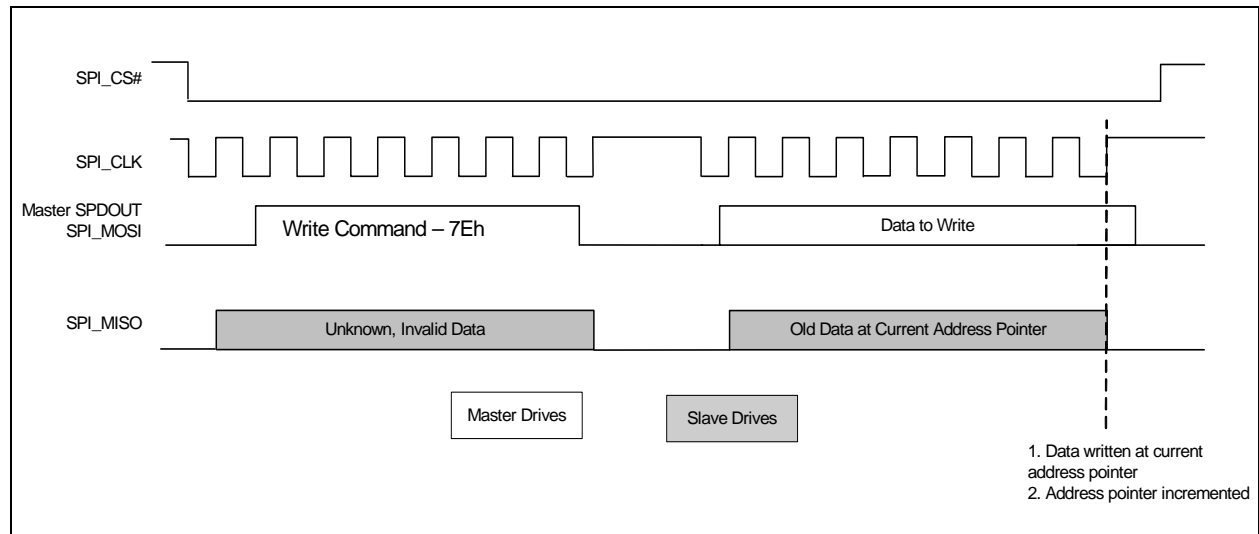 SPI_CS#
SPI_CLK
Master SPDOUT
SPI_MOSI
Write Command – 7Eh
Data to Write
SPI_MISO
Unknown, Invalid Data
Old Data at Current Address Pointer
Master Drives
Slave Drives
1. Data written at current
address pointer
2. Address pointer incremented